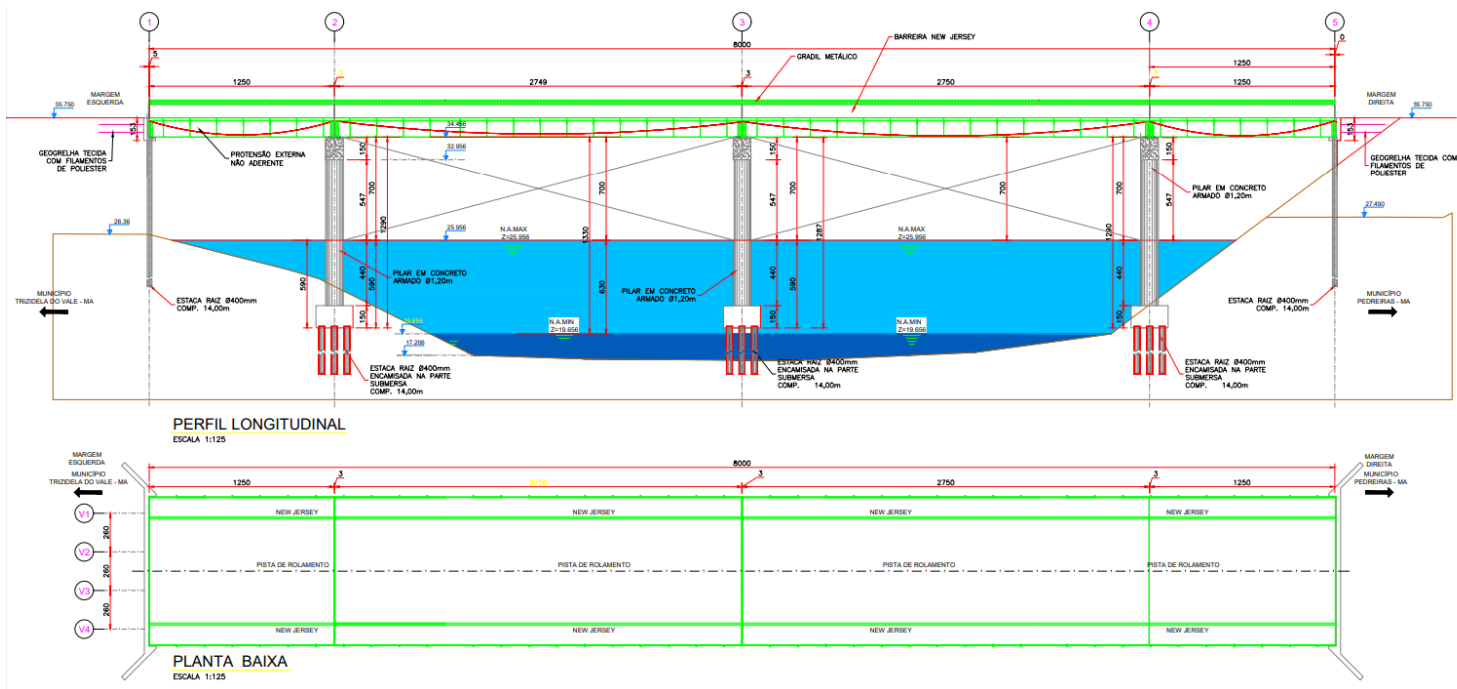 1
2
3
4
5
5
8000
BARREIRA NEW JERSEY
0
GRADIL METÁLICO
1250
1250
2749
3
2750
1250
MARGEM
ESQUERDA
MARGEM
DIREITA
35.750
35.750
153
34.456
153
GEOGRELHA TECIDA
COM FILAMENTOS
DE POLIESTER
PROTENSÃO EXTERNA
NÃO ADERENTE
150
32.956
150
150
GEOGRELHA TECIDA COM
FILAMENTOS DE
POLIESTER
547
700
1290
700
547
700
700
547
PILAR EM CONCRETO
ARMADO Ø1,20m
26.36
25.956
N.A.MAX
Z=25.956
1330
1287
N.A.MAX
Z=25.956
1290
27.490
590
440
590
PILAR EM CONCRETO
ARMADO Ø1,20m
630
PILAR EM CONCRETO
ARMADO Ø1,20m
440
590
440
590
MUNICÍPIO
TRIZIDELA DO VALE - MA
ESTACA RAIZ Ø400mm
COMP. 14,00m
ESTACA RAIZ Ø400mm
COMP. 14,00m
MUNICÍPIO
PEDREIRAS - MA
150
19.656
N.A.MIN
Z=19.656
150
N.A.MIN
Z=19.656
150
17.206
ESTACA RAIZ Ø400mm
ENCAMISADA NA PARTE
SUBMERSA
COMP. 14,00m
ESTACA RAIZ Ø400mm
ENCAMISADA NA PARTE
SUBMERSA
COMP. 14,00m
ESTACA RAIZ Ø400mm
ENCAMISADA NA PARTE
SUBMERSA
COMP. 14,00m
PERFIL LONGITUDINAL
ESCALA 1:125
MARGEM
ESQUERDA
MUNICÍPIO
TRIZIDELA DO VALE - MA
8000
MARGEM
DIREITA
MUNICÍPIO
PEDREIRAS - MA
1250
3
2750
3
2750
3
1250
V1
NEW JERSEY
NEW JERSEY
NEW JERSEY
NEW JERSEY
260
V2
260
PISTA DE ROLAMENTO
PISTA DE ROLAMENTO
PISTA DE ROLAMENTO
PISTA DE ROLAMENTO
V3
260
V4
NEW JERSEY
NEW JERSEY
NEW JERSEY
NEW JERSEY
PLANTA BAIXA
ESCALA 1:125